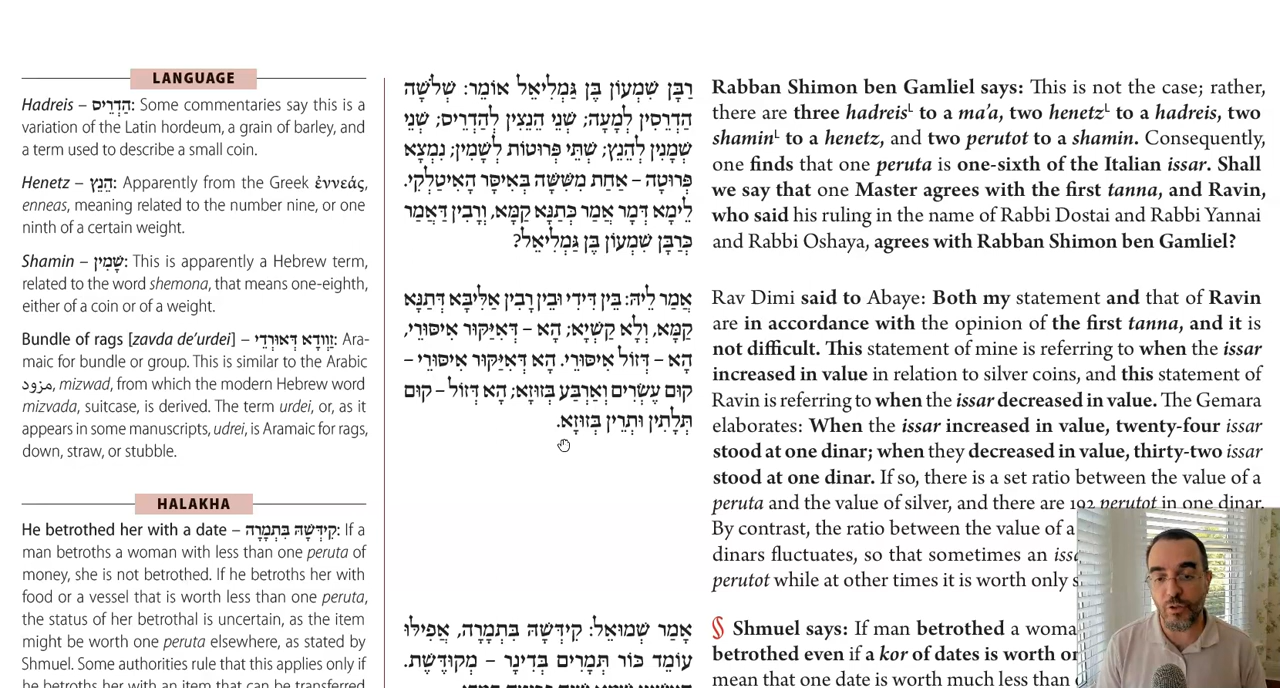 LANGUAGE
Hadreis – הַדְרֵיס: Some commentaries say this is a
variation of the Latin hordeum, a grain of barley, and
a term used to describe a small coin.
Henetz – הַנֵּץ: Apparently from the Greek ἐννεάς,
enneas, meaning related to the number nine, or one
ninth of a certain weight.
Shamin – שָׁמִין: This is apparently a Hebrew term,
related to the word shemona, that means one-eighth,
either of a coin or of a weight.
Bundle of rags [zavda de'urdei] – זַוְודָּא דְּאוּרְדֵי: Ara-
maic for bundle or group. This is similar to the Arabic
مزود, mizwad, from which the modern Hebrew word
mizvada, suitcase, is derived. The term urdei, or, as it
appears in some manuscripts, udrei, is Aramaic for rags,
down, straw, or stubble.
HALAKHA
He betrothed her with a date – קִידְּשָׁהּ בִּתְמָרָה: If a
man betroths a woman with less than one peruta of
money, she is not betrothed. If he betroths her with
food or a vessel that is worth less than one peruta,
the status of her betrothal is uncertain, as the item
might be worth one peruta elsewhere, as stated by
Shmuel. Some authorities rule that this applies only if
he betroths her with an item that can be transferred
רַבָּן שִׁמְעוֹן בֶּן גַּמְלִיאֵל אוֹמֵר: שְׁלֹשָׁה
הַדְרֵסִין לְמָעָה; שְׁנֵי הַנֵּצִין לְהַדְרֵיס; שְׁנֵי
שְׁמָנִין לְהַנֵּץ; שְׁתֵּי פְּרוּטוֹת לְשָׁמִין; נִמְצָא
פְּרוּטָה – אַחַת מִשִּׁשָּׁה בְּאִיסָּר הָאִיטַלְקִי.
לֵימָא דְּמָר אֲמַר כְּתַנָּא קַמָּא, וְרָבִין דַּאֲמַר
כְּרַבָּן שִׁמְעוֹן בֶּן גַּמְלִיאֵל?
אֲמַר לֵיהּ: בֵּין דִּידִי וּבֵין רָבִין אַלִּיבָּא דְּתַנָּא
קַמָּא, וְלָא קַשְׁיָא; הָא – דְּאִיַּקּוּר אִיסּוּרֵי,
הָא – דְּזוֹל אִיסּוּרֵי. הָא דְּאִיַּקּוּר אִיסּוּרֵי –
קוּם עֶשְׂרִים וְאַרְבַּע בְּזוּזָא; הָא דְּזוֹל – קוּם
תְּלָתִין וּתְרֵין בְּזוּזָא.
אָמַר שְׁמוּאֵל: קִידְּשָׁהּ בִּתְמָרָה, אֲפִילּוּ
עוֹמֵד כּוֹר תְּמָרִים בְּדִינָר – מְקוּדֶּשֶׁת.
Rabban Shimon ben Gamliel says: This is not the case; rather,
there are three hadreisᴸ to a ma'a, two henetzᴸ to a hadreis, two
shaminᴸ to a henetz, and two perutot to a shamin. Consequently,
one finds that one peruta is one-sixth of the Italian issar. Shall
we say that one Master agrees with the first tanna, and Ravin,
who said his ruling in the name of Rabbi Dostai and Rabbi Yannai
and Rabbi Oshaya, agrees with Rabban Shimon ben Gamliel?
Rav Dimi said to Abaye: Both my statement and that of Ravin
are in accordance with the opinion of the first tanna, and it is
not difficult. This statement of mine is referring to when the issar
increased in value in relation to silver coins, and this statement of
Ravin is referring to when the issar decreased in value. The Gemara
elaborates: When the issar increased in value, twenty-four issar
stood at one dinar; when they decreased in value, thirty-two issar
stood at one dinar. If so, there is a set ratio between the value of a
peruta and the value of silver, and there are 192 perutot in one dinar.
By contrast, the ratio between the value of a
dinars fluctuates, so that sometimes an
perutot while at other times it is worth only
§ Shmuel says: If man betrothed a
betrothed even if a kor of dates is worth
mean that one date is worth much less than